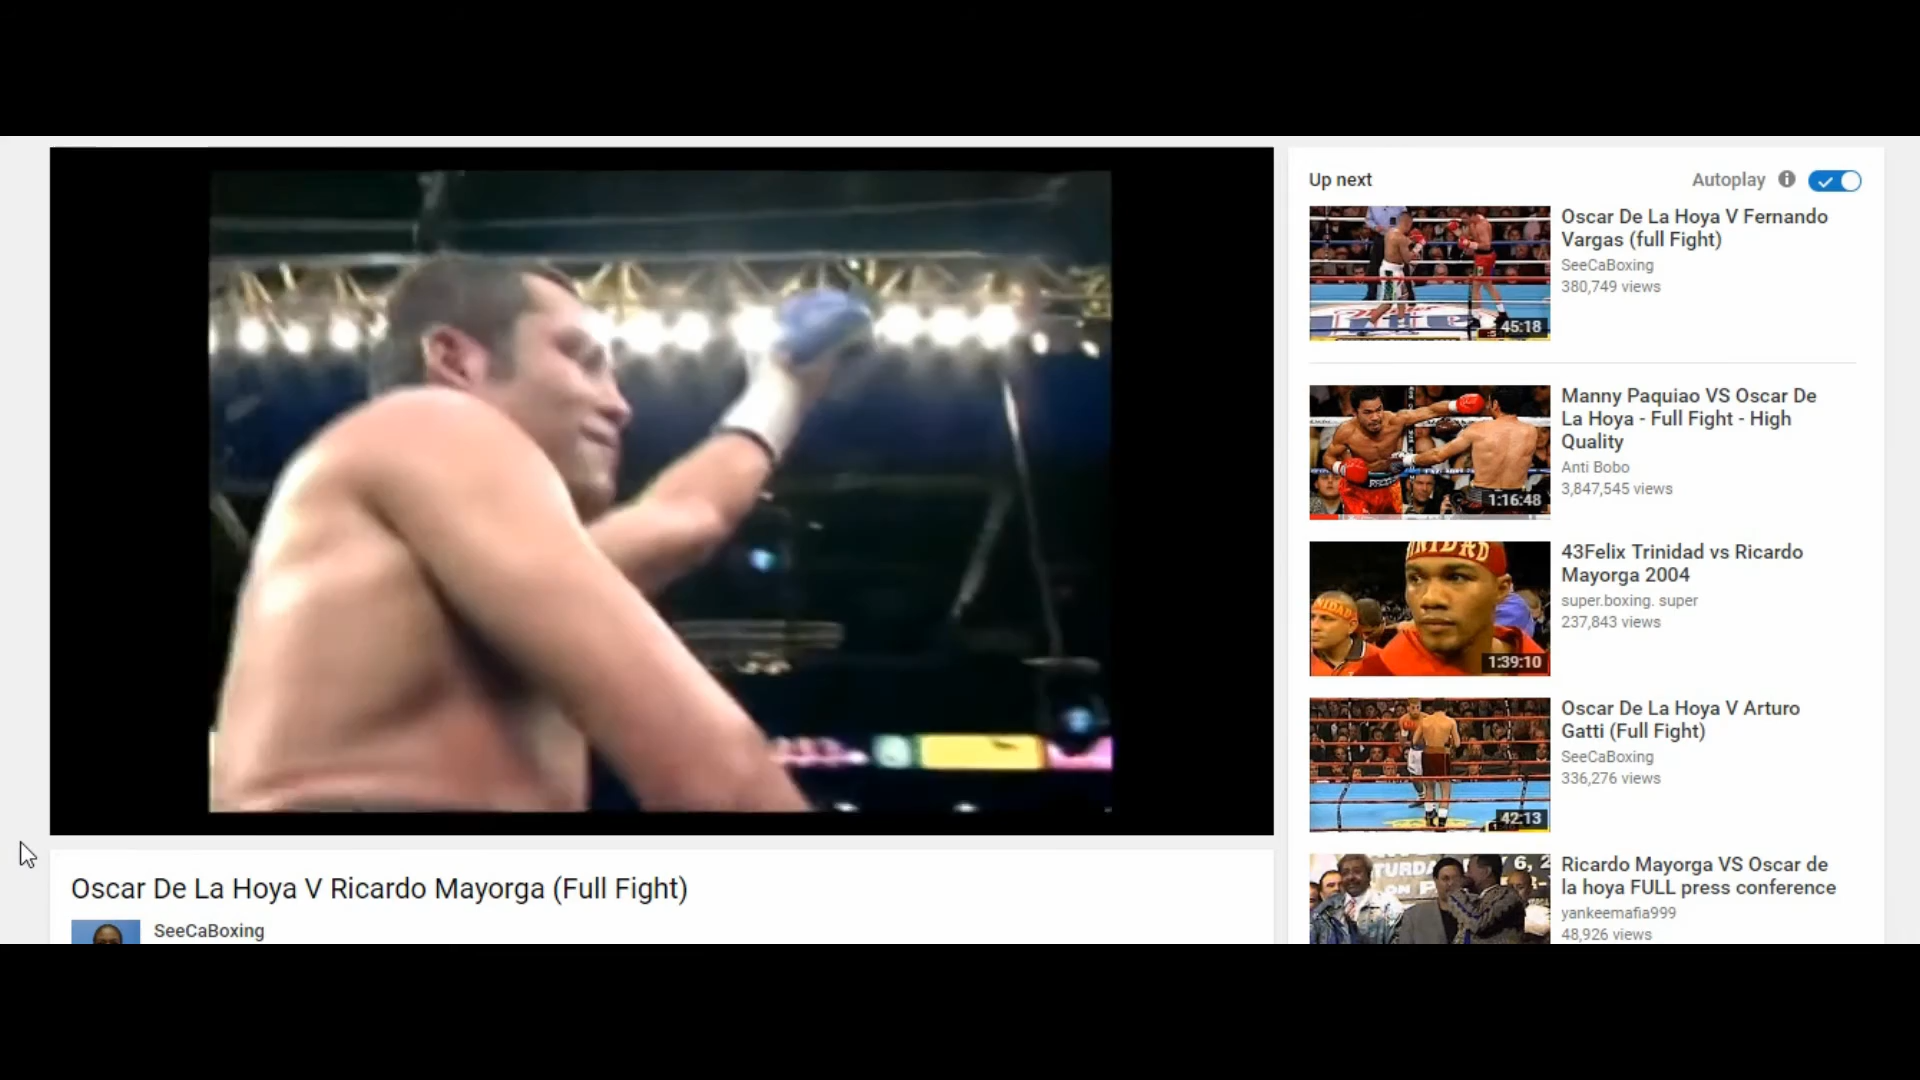 Oscar De La Hoya V Ricardo Mayorga (Full Fight)
SeeCaBoxing
Up next
Autoplay
Oscar De La Hoya V Fernando
Vargas (full Fight)
SeeCaBoxing
380,749 views
45:18
Manny Paquiao VS Oscar De
La Hoya - Full Fight - High
Quality
Anti Bobo
3,847,545 views
1:16:48
43Felix Trinidad vs Ricardo
Mayorga 2004
super.boxing. super
237,843 views
1:39:10
Oscar De La Hoya V Arturo
Gatti (Full Fight)
SeeCaBoxing
336,276 views
42:13
Ricardo Mayorga VS Oscar de
la hoya FULL press conference
yankeemafia999
48,926 views